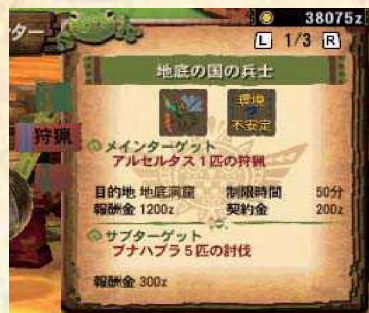 ター
38075z
L 1/3 R
地底の国の兵士
狩猟
環境
不安定
メインターゲット
アルセルタス1匹の狩猟
目的地 地底洞窟 制限時間 50分
報酬金 1200z 契約金 200z
サブターゲット
ブナハブラ5匹の討伐
報酬金 300z